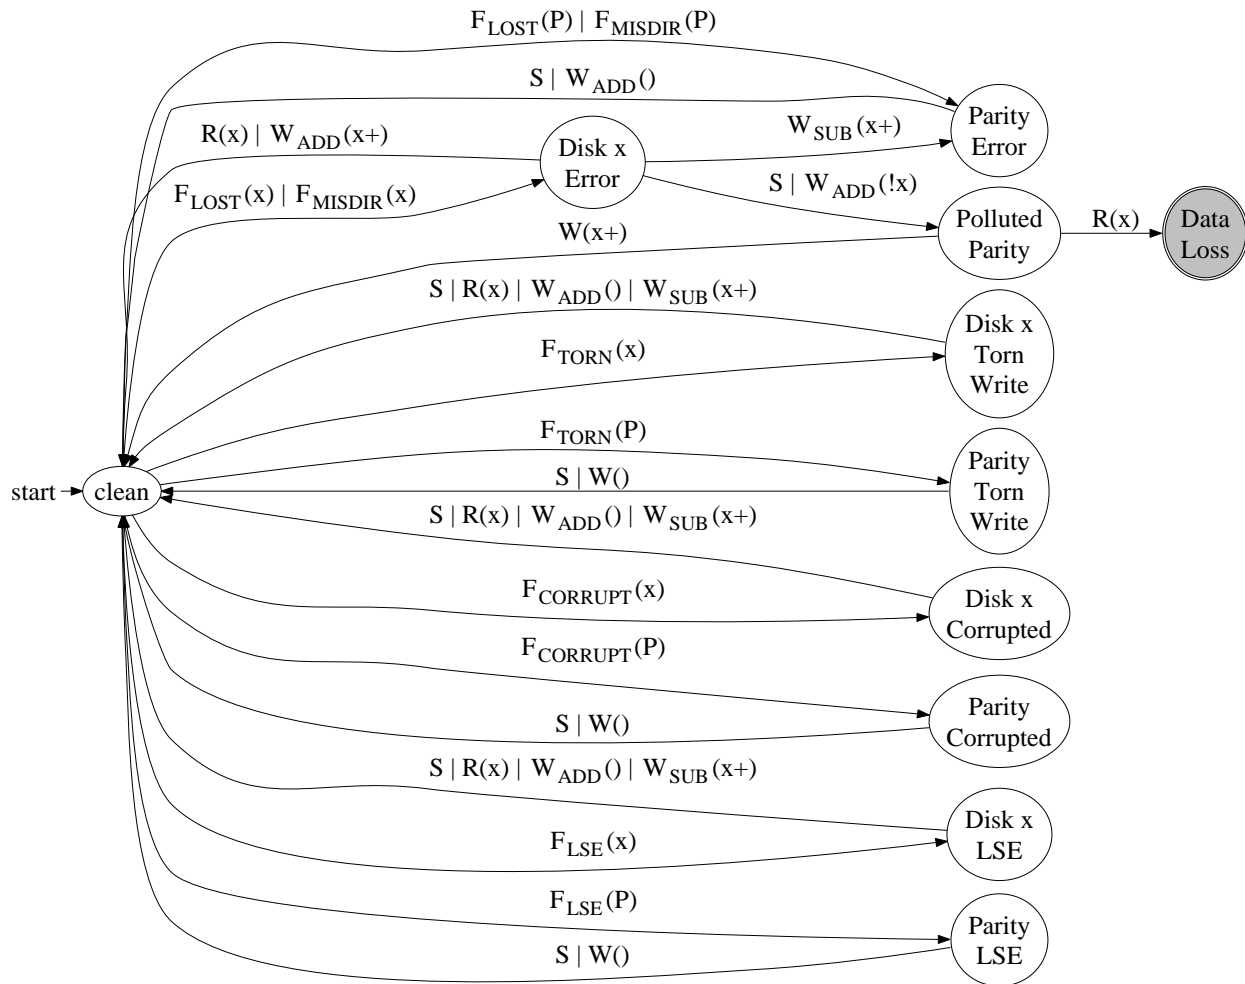 F_LOST(P) | F_MISDIR(P)
S | W_ADD()
Parity
Error
W_SUB(x+)
R(x) | W_ADD(x+)
Disk x
Error
S | W_ADD(!x)
F_LOST(x) | F_MISDIR(x)
Polluted
Parity
R(x)
Data
Loss
W(x+)
S | R(x) | W_ADD() | W_SUB(x+)
Disk x
Torn
Write
F_TORN(x)
F_TORN(P)
Parity
Torn
Write
S | W()
start
clean
S | R(x) | W_ADD() | W_SUB(x+)
F_CORRUPT(x)
Disk x
Corrupted
F_CORRUPT(P)
Parity
Corrupted
S | W()
S | R(x) | W_ADD() | W_SUB(x+)
Disk x
LSE
F_LSE(x)
F_LSE(P)
Parity
LSE
S | W()